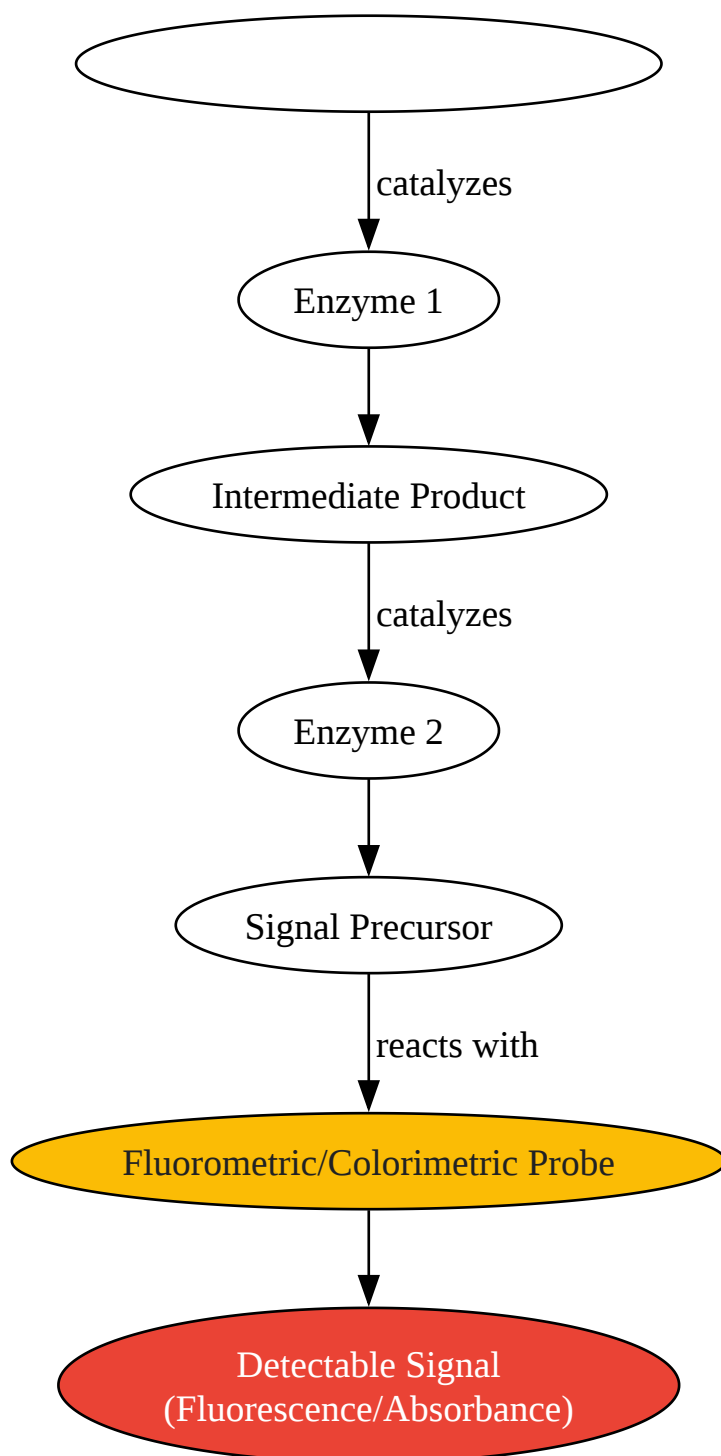 catalyzes
Enzyme 1
Intermediate Product
catalyzes
Enzyme 2
Signal Precursor
reacts with
Fluorometric/Colorimetric Probe
Detectable Signal
(Fluorescence/Absorbance)